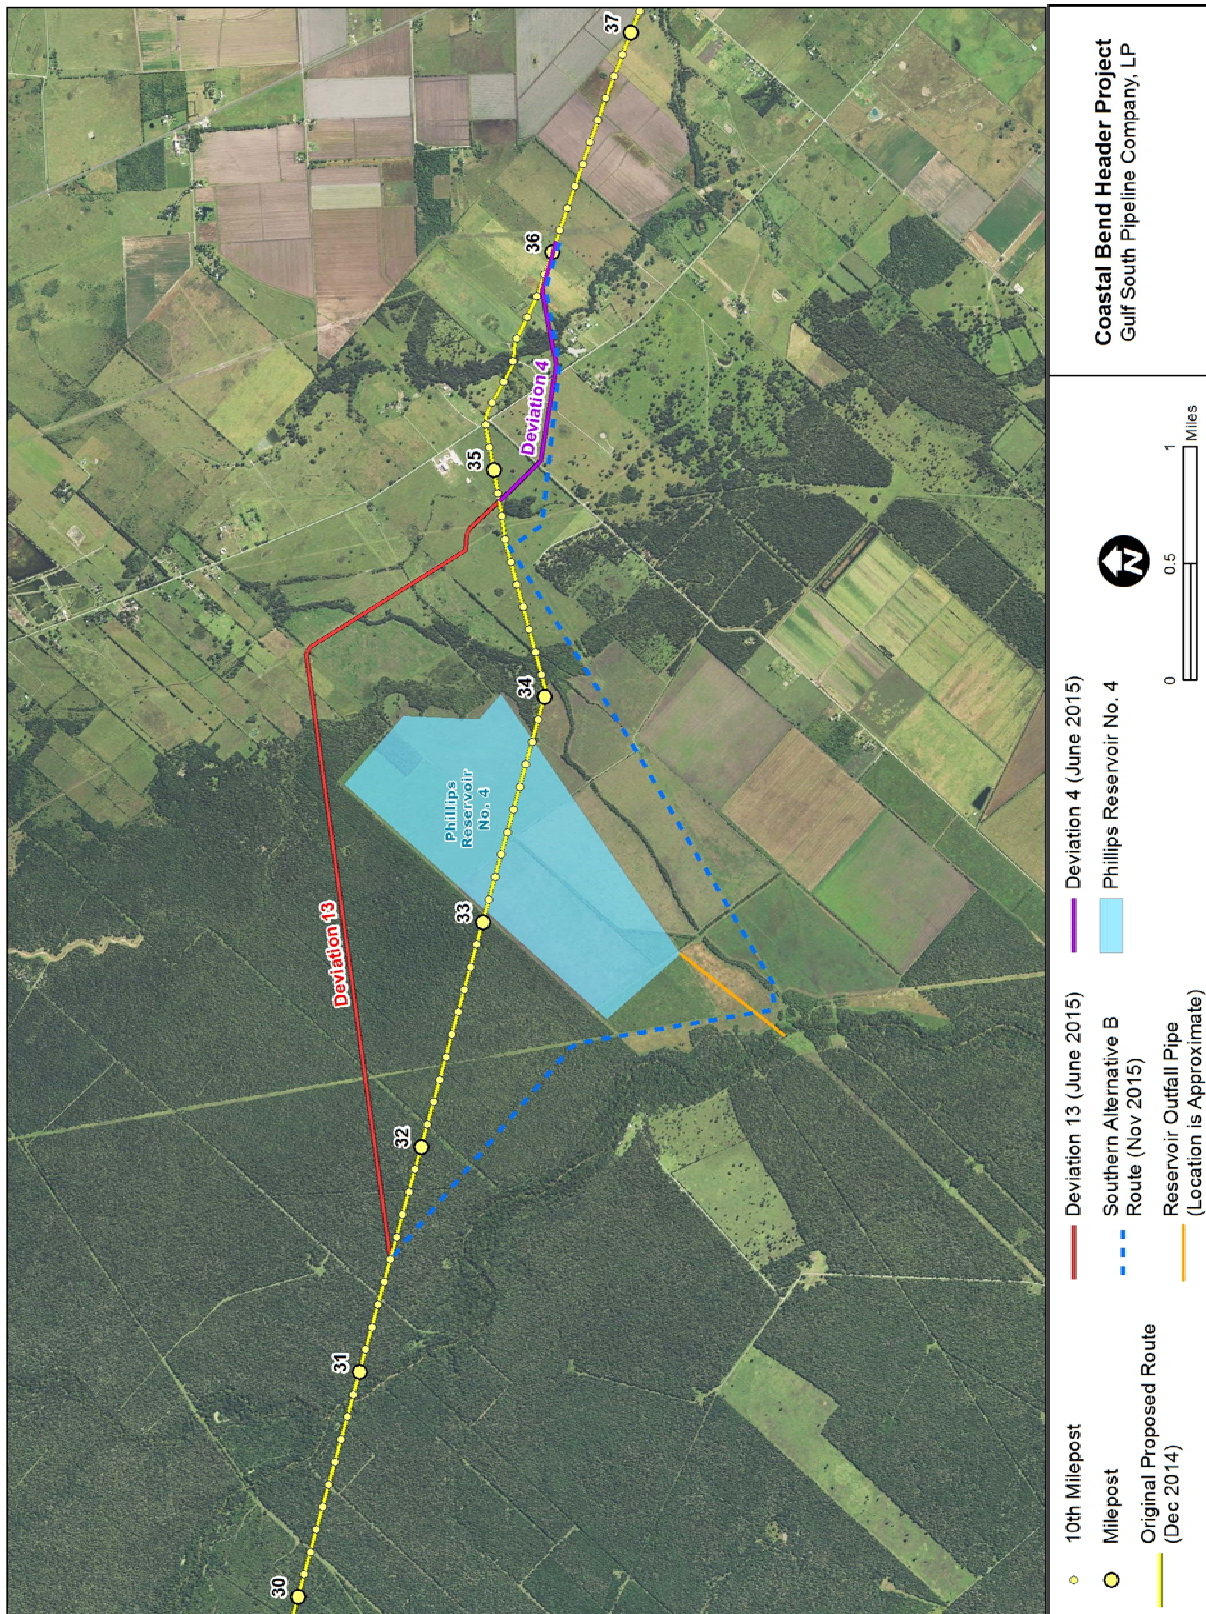 30
31
32
33
34
35
36
37
Deviation 13
Phillips
Reservoir
No. 4
Deviation 4
10th Milepost
Milepost
Original Proposed Route
(Dec 2014)
Deviation 13 (June 2015)
Southern Alternative B
Route (Nov 2015)
Reservoir Outfall Pipe
(Location is Approximate)
Deviation 4 (June 2015)
Phillips Reservoir No. 4
N
0 0.5 1
Miles
Coastal Bend Header Project
Gulf South Pipeline Company, LP